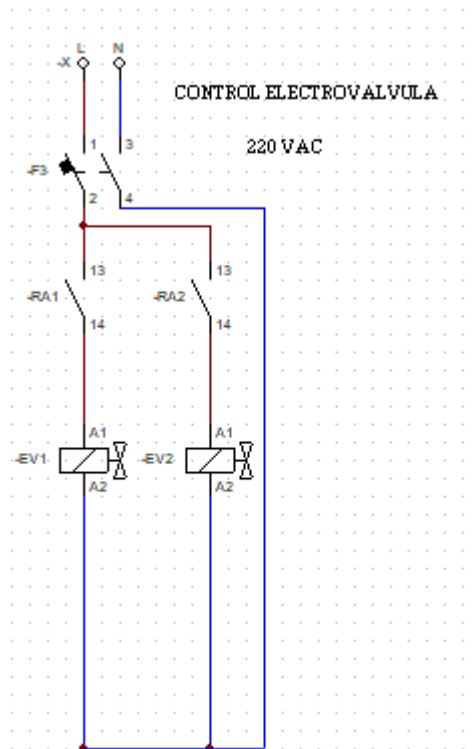 L N
-X
CONTROL ELECTROVALVULA
1 3
220 VAC
-F3
2 4
13 13
-RA1 -RA2
14 14
A1 A1
-EV1 -EV2
A2 A2